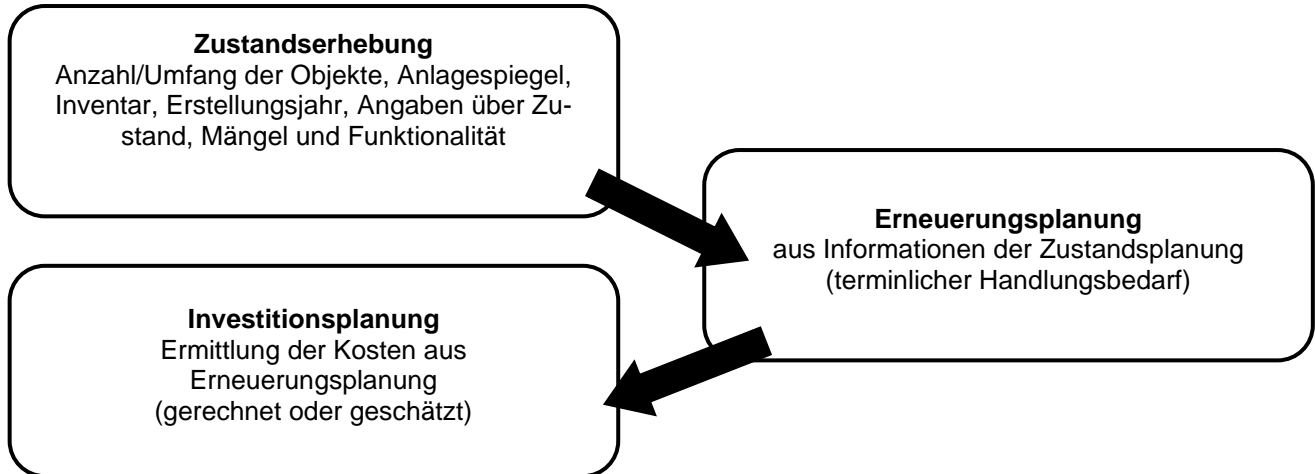 Zustandserhebung
Anzahl/Umfang der Objekte, Anlagespiegel,
Inventar, Erstellungsjahr, Angaben über Zu-
stand, Mängel und Funktionalität
Erneuerungsplanung
aus Informationen der Zustandsplanung
(terminlicher Handlungsbedarf)
Investitionsplanung
Ermittlung der Kosten aus
Erneuerungsplanung
(gerechnet oder geschätzt)